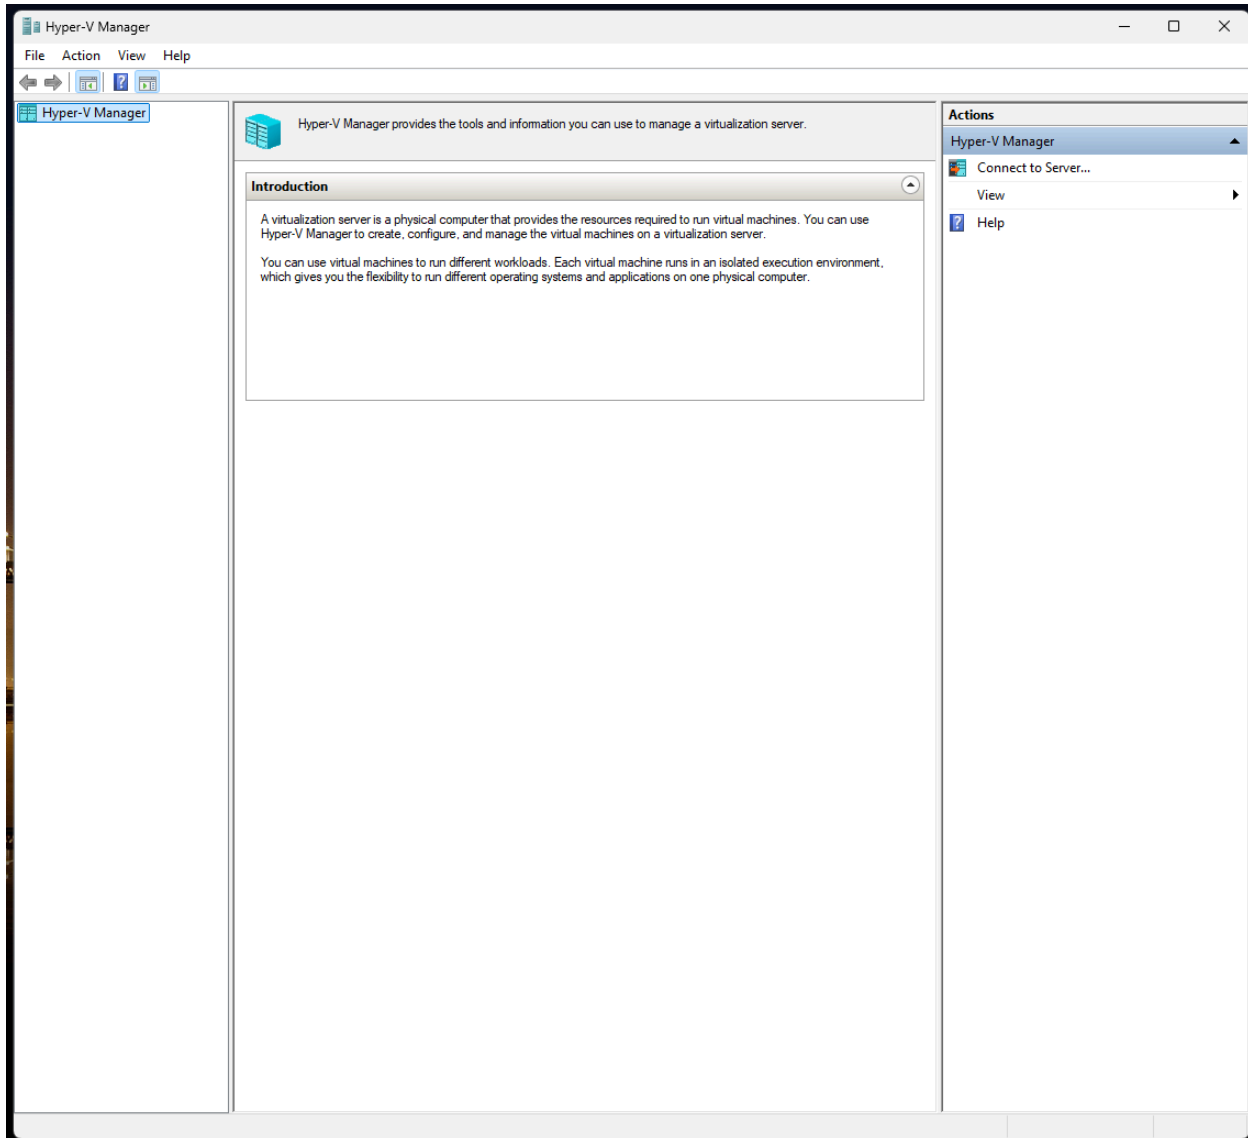 Hyper-V Manager
File Action View Help
Hyper-V Manager
Hyper-V Manager provides the tools and information you can use to manage a virtualization server.
Introduction
A virtualization server is a physical computer that provides the resources required to run virtual machines. You can use
Hyper-V Manager to create, configure, and manage the virtual machines on a virtualization server.
You can use virtual machines to run different workloads. Each virtual machine runs in an isolated execution environment,
which gives you the flexibility to run different operating systems and applications on one physical computer.
Actions
Hyper-V Manager
Connect to Server...
View
Help